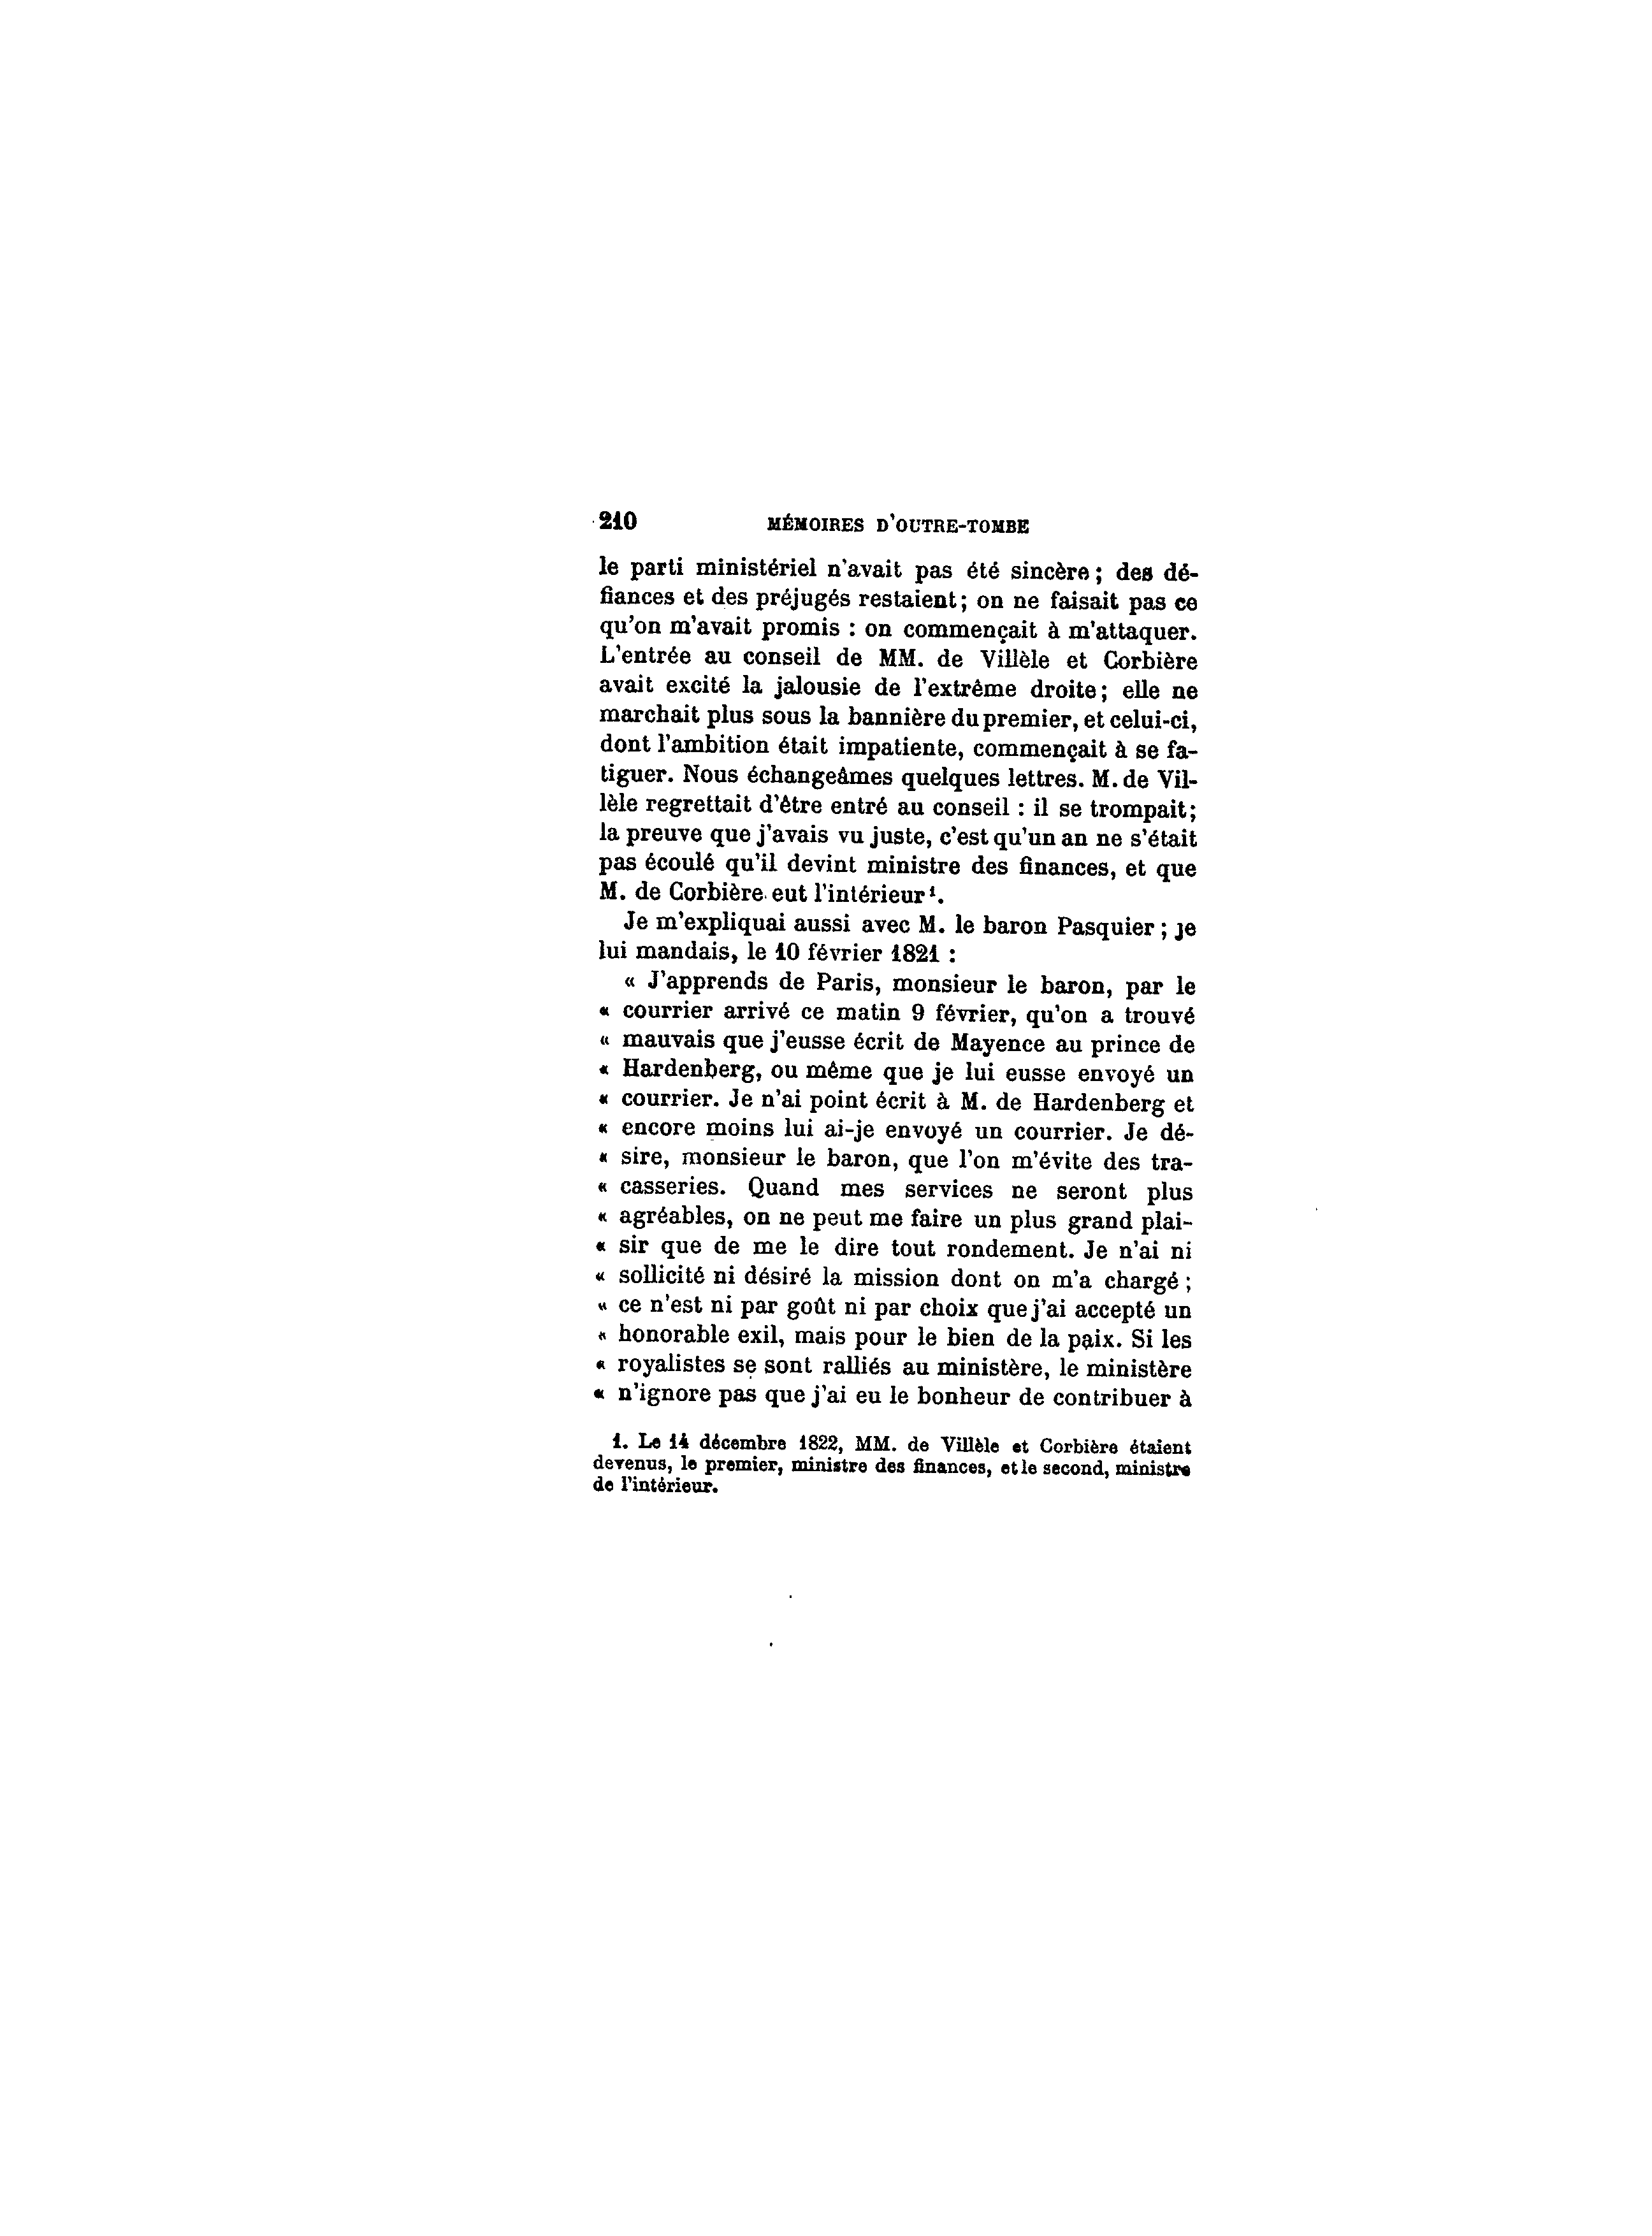 210 MÉMOIRES D'OUTRE-TOMBE
le parti ministériel n'avait pas été sincère ; des dé-
fiances et des préjugés restaient ; on ne faisait pas ce
qu'on m'avait promis : on commençait à m'attaquer.
L'entrée au conseil de MM. de Villèle et Corbière
avait excité la jalousie de l'extrême droite ; elle ne
marchait plus sous la bannière du premier, et celui-ci,
dont l'ambition était impatiente, commençait à se fa-
tiguer. Nous échangeâmes quelques lettres. M. de Vil-
lèle regrettait d'être entré au conseil : il se trompait ;
la preuve que j'avais vu juste, c'est qu'un an ne s'était
pas écoulé qu'il devint ministre des finances, et que
M. de Corbière eut l'intérieur¹.
Je m'expliquai aussi avec M. le baron Pasquier ; je
lui mandais, le 10 février 1821 :
« J'apprends de Paris, monsieur le baron, par le
« courrier arrivé ce matin 9 février, qu'on a trouvé
« mauvais que j'eusse écrit de Mayence au prince de
« Hardenberg, ou même que je lui eusse envoyé un
« courrier. Je n'ai point écrit à M. de Hardenberg et
« encore moins lui ai-je envoyé un courrier. Je dé-
« sire, monsieur le baron, que l'on m'évite des tra-
« casseries. Quand mes services ne seront plus
« agréables, on ne peut me faire un plus grand plai-
« sir que de me le dire tout rondement. Je n'ai ni
« sollicité ni désiré la mission dont on m'a chargé ;
« ce n'est ni par goût ni par choix que j'ai accepté un
« honorable exil, mais pour le bien de la paix. Si les
« royalistes se sont ralliés au ministère, le ministère
« n'ignore pas que j'ai eu le bonheur de contribuer à
1. Le 14 décembre 1822, MM. de Villèle et Corbière étaient
devenus, le premier, ministre des finances, et le second, ministre
de l'intérieur.